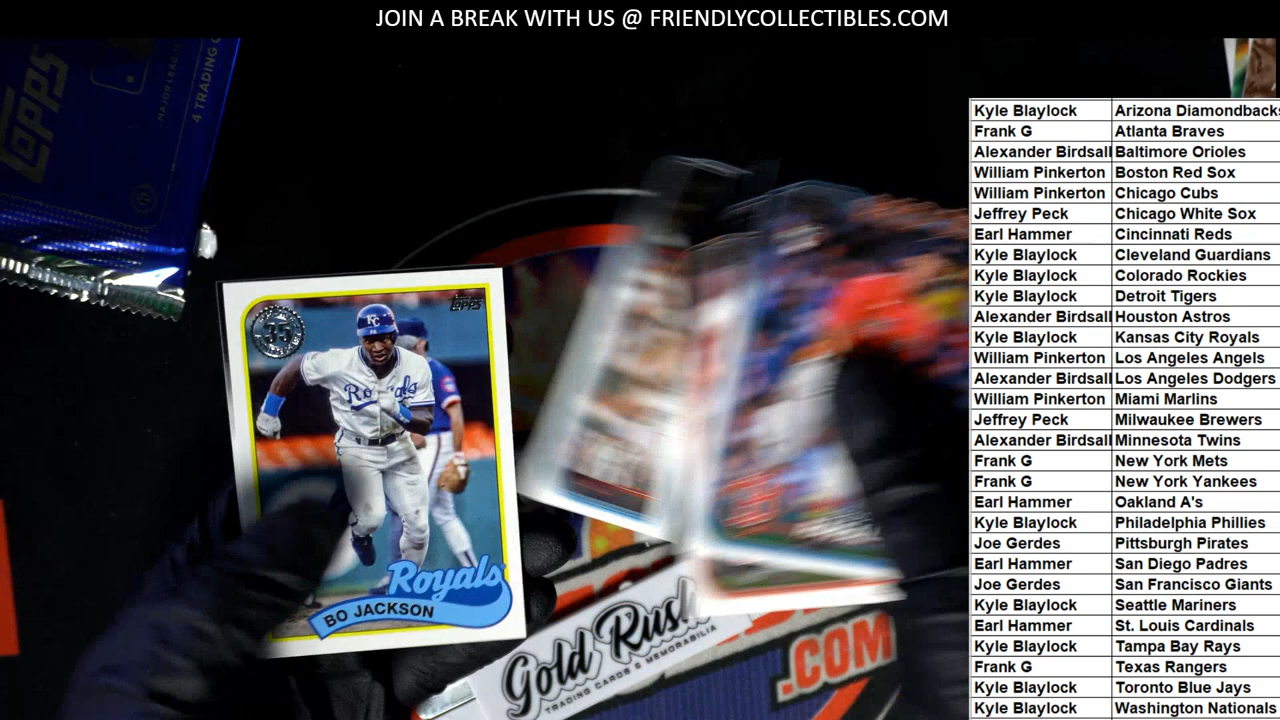 JOIN A BREAK WITH US @ FRIENDLYCOLLECTIBLES.COM
TOPPS
MAJOR LEAG
4 TRADING C
35
TOPPS
KC
Royals
Royals
BO JACKSON
Gold Rush
TRADING CARDS & MEMORABILIA
.COM
Kyle Blaylock Arizona Diamondbacks
Frank G Atlanta Braves
Alexander Birdsall Baltimore Orioles
William Pinkerton Boston Red Sox
William Pinkerton Chicago Cubs
Jeffrey Peck Chicago White Sox
Earl Hammer Cincinnati Reds
Kyle Blaylock Cleveland Guardians
Kyle Blaylock Colorado Rockies
Kyle Blaylock Detroit Tigers
Alexander Birdsall Houston Astros
Kyle Blaylock Kansas City Royals
William Pinkerton Los Angeles Angels
Alexander Birdsall Los Angeles Dodgers
William Pinkerton Miami Marlins
Jeffrey Peck Milwaukee Brewers
Alexander Birdsall Minnesota Twins
Frank G New York Mets
Frank G New York Yankees
Earl Hammer Oakland A's
Kyle Blaylock Philadelphia Phillies
Joe Gerdes Pittsburgh Pirates
Earl Hammer San Diego Padres
Joe Gerdes San Francisco Giants
Kyle Blaylock Seattle Mariners
Earl Hammer St. Louis Cardinals
Kyle Blaylock Tampa Bay Rays
Frank G Texas Rangers
Kyle Blaylock Toronto Blue Jays
Kyle Blaylock Washington Nationals